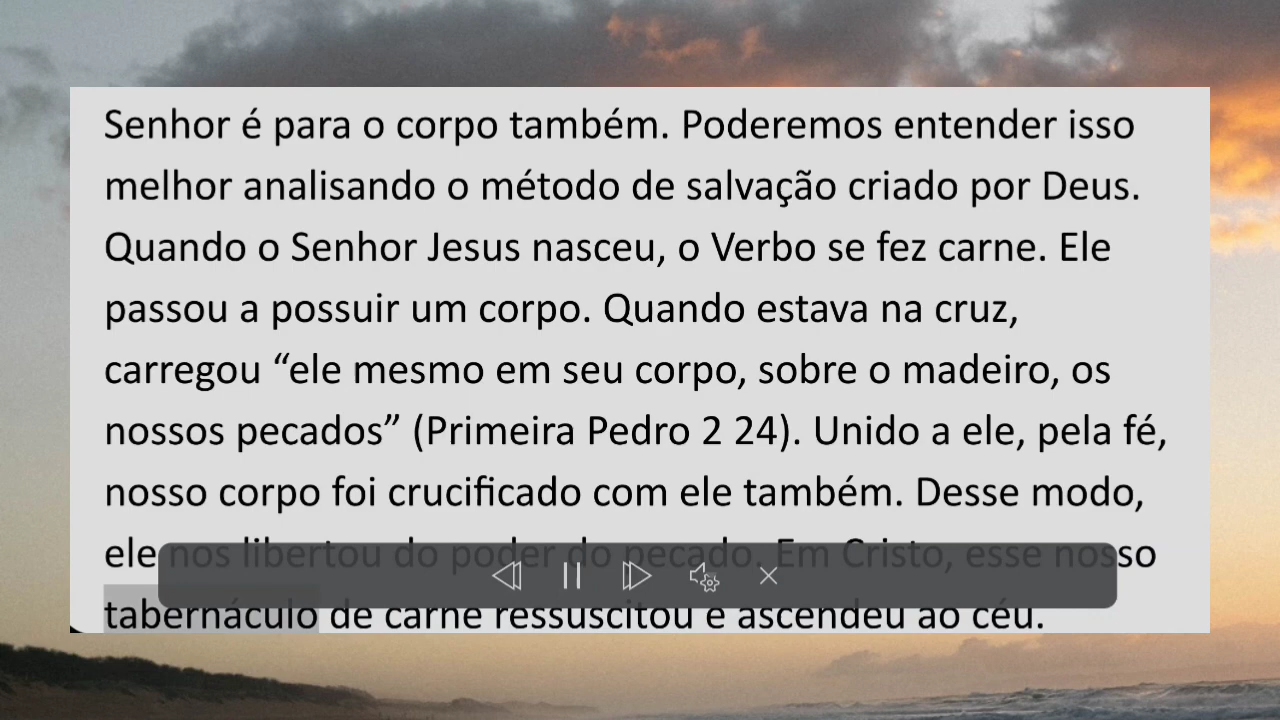 Senhor é para o corpo também. Poderemos entender isso
melhor analisando o método de salvação criado por Deus.
Quando o Senhor Jesus nasceu, o Verbo se fez carne. Ele
passou a possuir um corpo. Quando estava na cruz,
carregou “ele mesmo em seu corpo, sobre o madeiro, os
nossos pecados” (Primeira Pedro 2 24). Unido a ele, pela fé,
nosso corpo foi crucificado com ele também. Desse modo,
ele nos libertou do poder do pecado. Em Cristo, esse nosso
tabernáculo de carne ressuscitou e ascendeu ao céu.